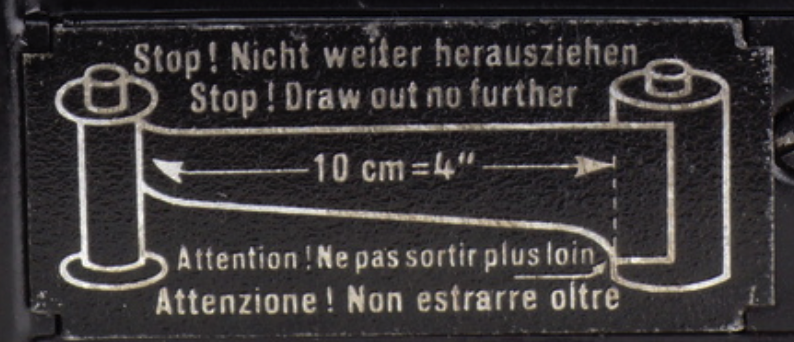 Stop! Nicht weiter herausziehen
Stop! Draw out no further
10 cm=4"
Attention! Ne pas sortir plus loin
Attenzione! Non estrarre oltre